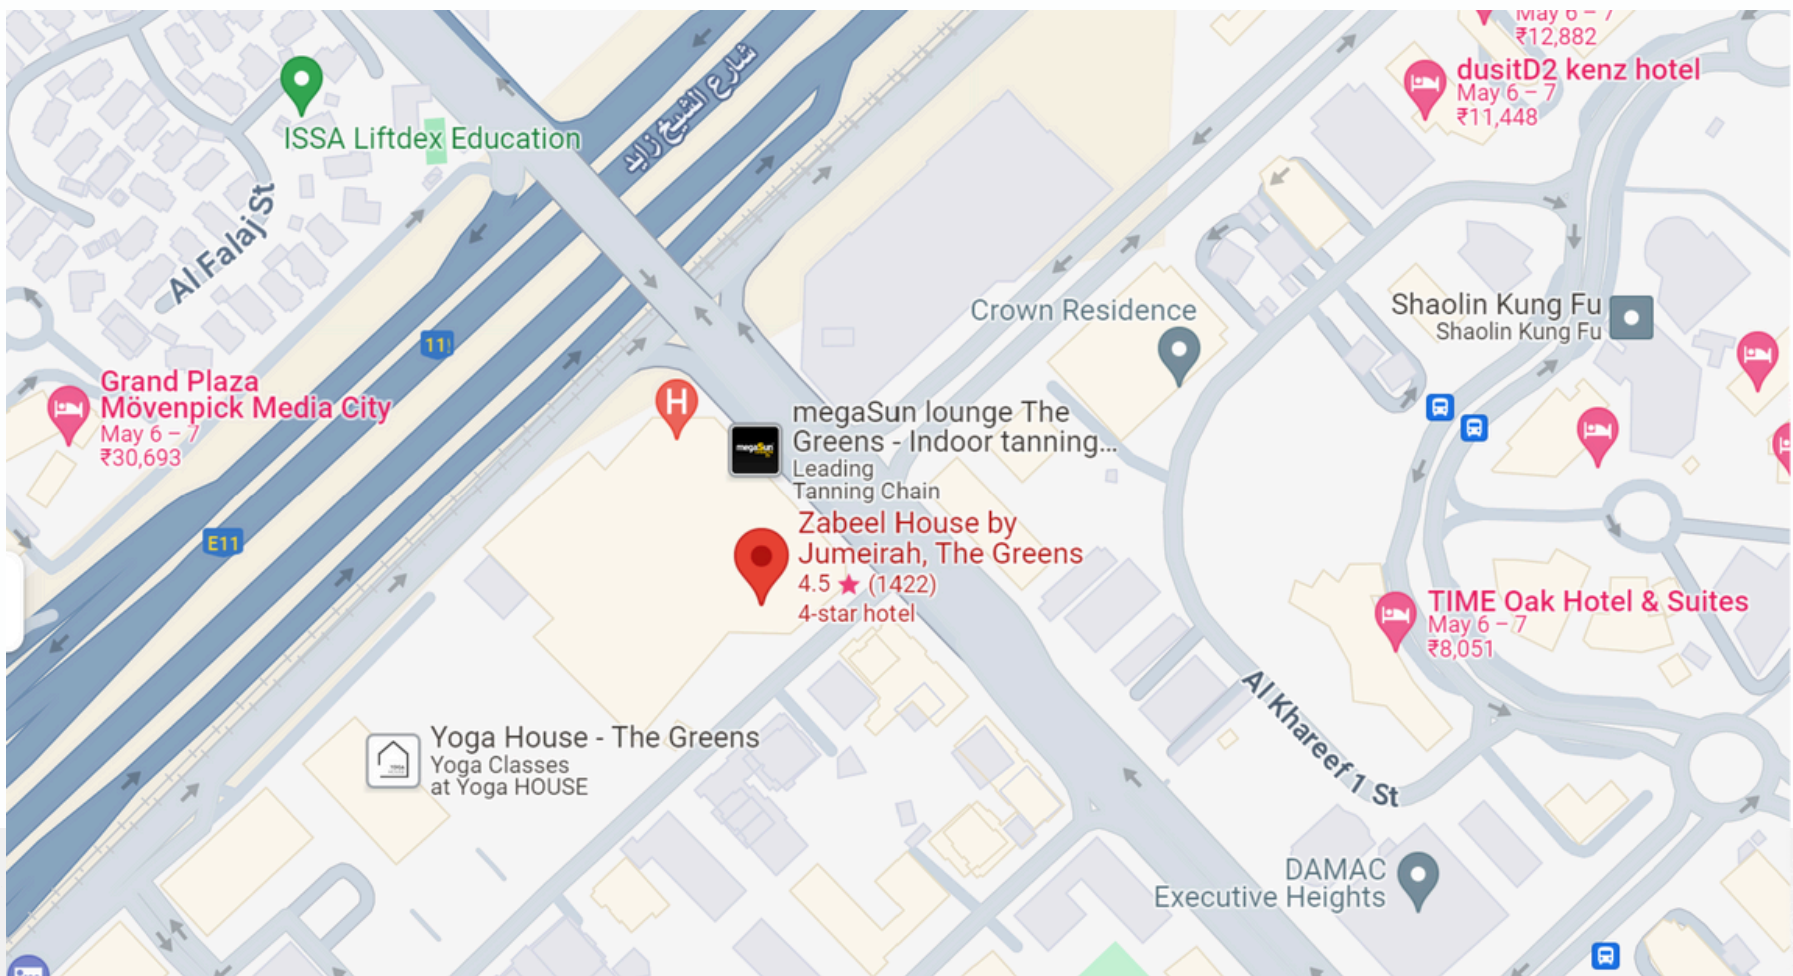 May 6 – 7
₹12,882
dusitD2 kenz hotel
May 6 – 7
₹11,448
شارع الشيخ زايد
ISSA Liftdex Education
Al Falaj St
Crown Residence
Shaolin Kung Fu
Shaolin Kung Fu
11
Grand Plaza
Mövenpick Media City
May 6 – 7
₹30,693
H
megaSun
megaSun lounge The
Greens - Indoor tanning...
Leading
Tanning Chain
E11
Zabeel House by
Jumeirah, The Greens
4.5 ★ (1422)
4-star hotel
TIME Oak Hotel & Suites
May 6 – 7
₹8,051
Al Khareef 1 St
Yoga House - The Greens
Yoga Classes
at Yoga HOUSE
DAMAC
Executive Heights